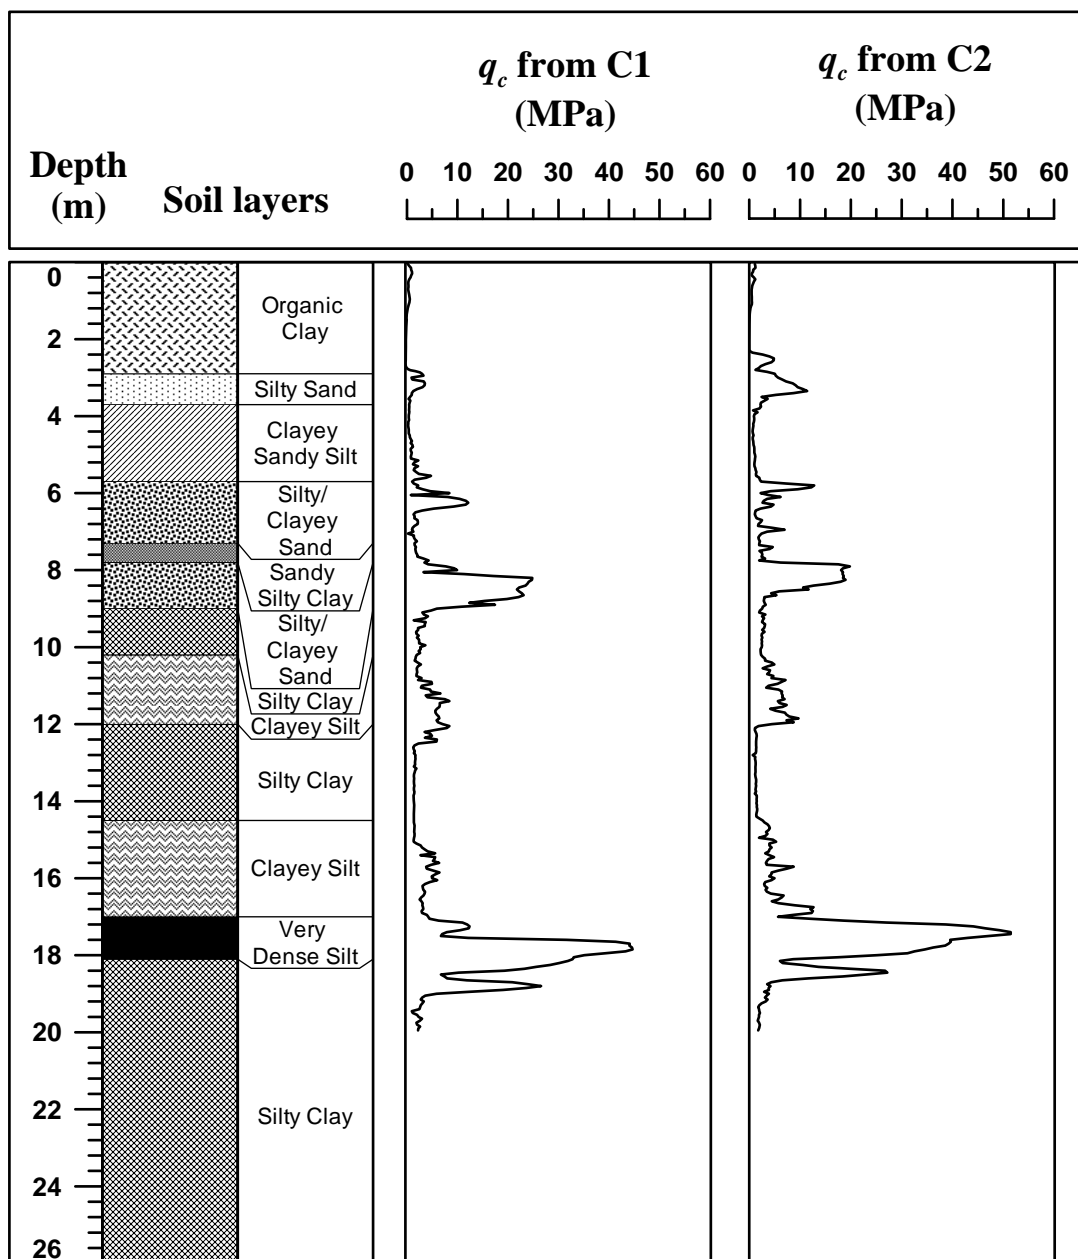 q_c from C1
(MPa)
q_c from C2
(MPa)
Depth
(m)
Soil layers
0 10 20 30 40 50 60
0 10 20 30 40 50 60
0
2
4
6
8
10
12
14
16
18
20
22
24
26
Organic
Clay
Silty Sand
Clayey
Sandy Silt
Silty/
Clayey
Sand
Sandy
Silty Clay
Silty/
Clayey
Sand
Silty Clay
Clayey Silt
Silty Clay
Clayey Silt
Very
Dense Silt
Silty Clay